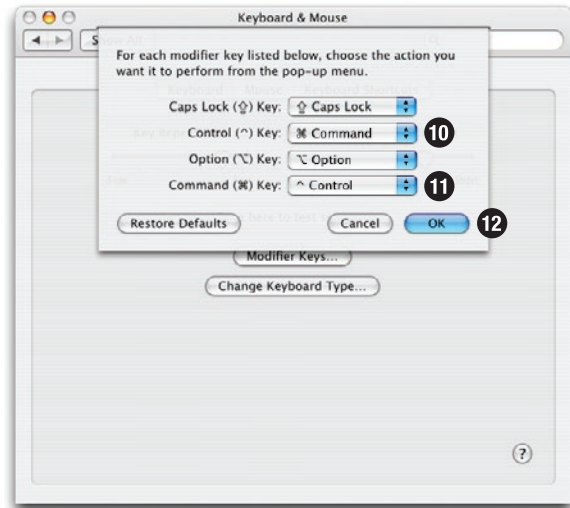 Keyboard & Mouse
For each modifier key listed below, choose the action you
want it to perform from the pop-up menu.
Caps Lock (⇪) Key: ⇪ Caps Lock
Control (^) Key: ⌘ Command 10
Option (⌥) Key: ⌥ Option
Command (⌘) Key: ^ Control 11
Restore Defaults Cancel OK 12
Modifier Keys...
Change Keyboard Type...
?